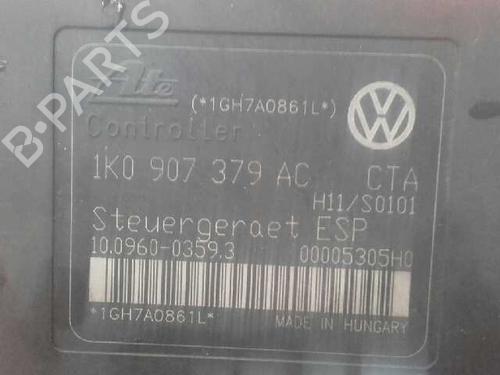 Ate
(*1GH7A0861L*)
Controller
1K0 907 379 AC CTA
H11/S0101
Steuergeraet ESP
10.0960-0359.3 00005305H0
*1GH7A0861L*
MADE IN HUNGARY
B-PARTS